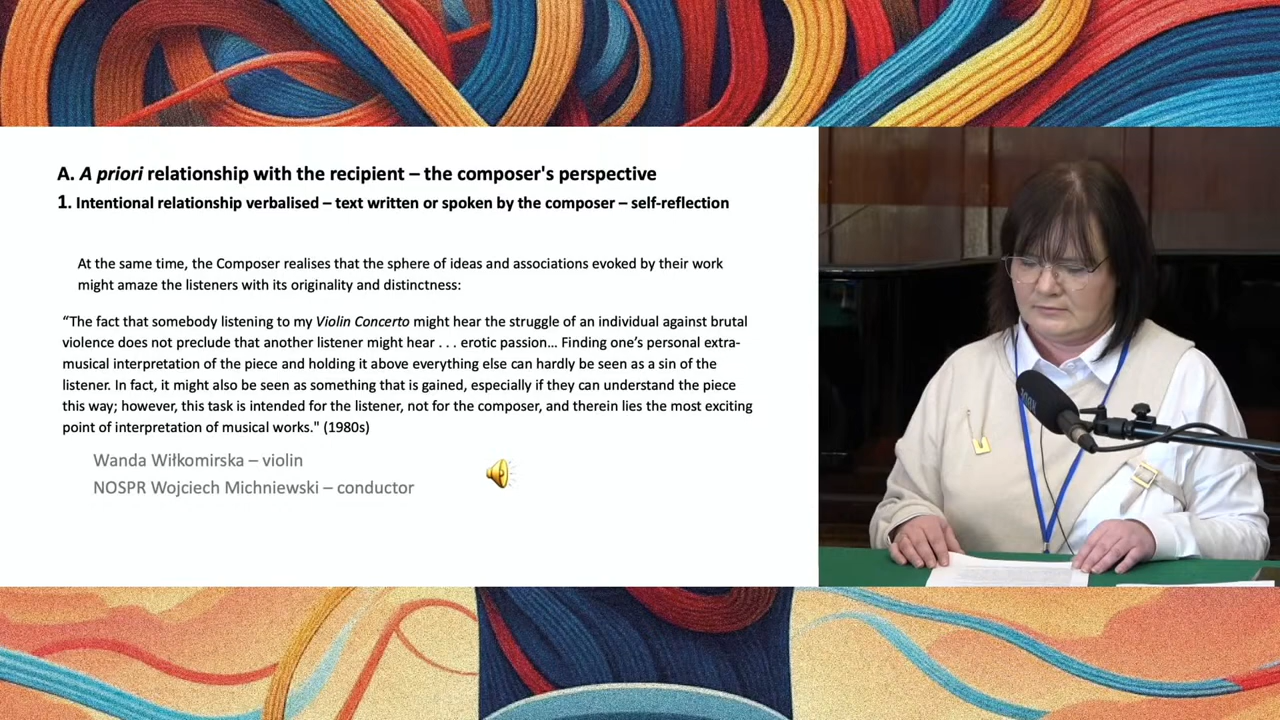 A. A priori relationship with the recipient – the composer's perspective
1. Intentional relationship verbalised – text written or spoken by the composer – self-reflection
At the same time, the Composer realises that the sphere of ideas and associations evoked by their work
might amaze the listeners with its originality and distinctness:
“The fact that somebody listening to my Violin Concerto might hear the struggle of an individual against brutal
violence does not preclude that another listener might hear . . . erotic passion… Finding one’s personal extra-
musical interpretation of the piece and holding it above everything else can hardly be seen as a sin of the
listener. In fact, it might also be seen as something that is gained, especially if they can understand the piece
this way; however, this task is intended for the listener, not for the composer, and therein lies the most exciting
point of interpretation of musical works." (1980s)
Wanda Wiłkomirska – violin
NOSPR Wojciech Michniewski – conductor